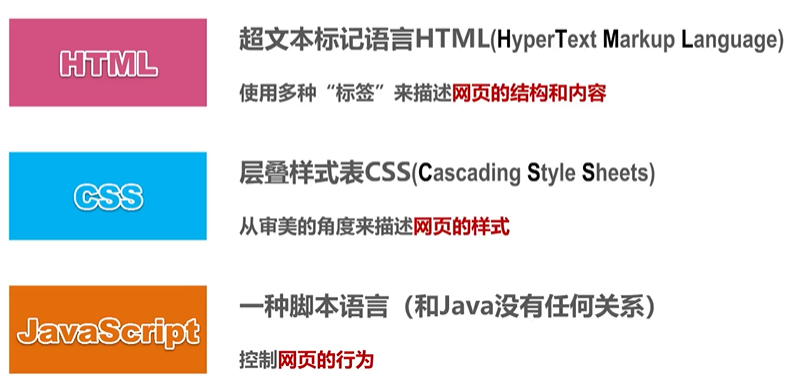 HTML
超文本标记语言HTML(HyperText Markup Language)
使用多种“标签”来描述网页的结构和内容
CSS
层叠样式表CSS(Cascading Style Sheets)
从审美的角度来描述网页的样式
JavaScript
一种脚本语言（和Java没有任何关系）
控制网页的行为